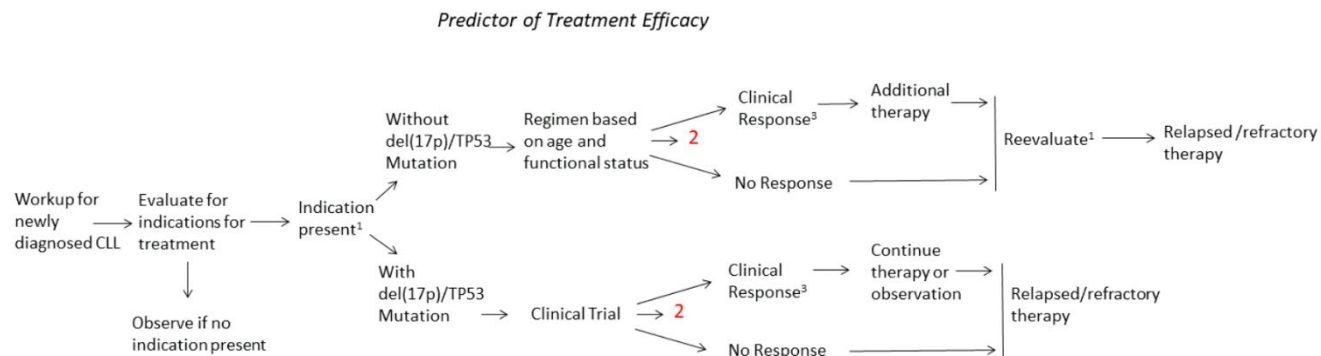 Predictor of Treatment Efficacy
Workup for
newly
diagnosed CLL
Evaluate for
indications for
treatment
Observe if no
indication present
Indication
present¹
Without
del(17p)/TP53
Mutation
Regimen based
on age and
functional status
2
Clinical
Response³
Additional
therapy
No Response
Reevaluate¹
Relapsed /refractory
therapy
With
del(17p)/TP53
Mutation
Clinical Trial
2
Clinical
Response³
Continue
therapy or
observation
No Response
Relapsed/refractory
therapy